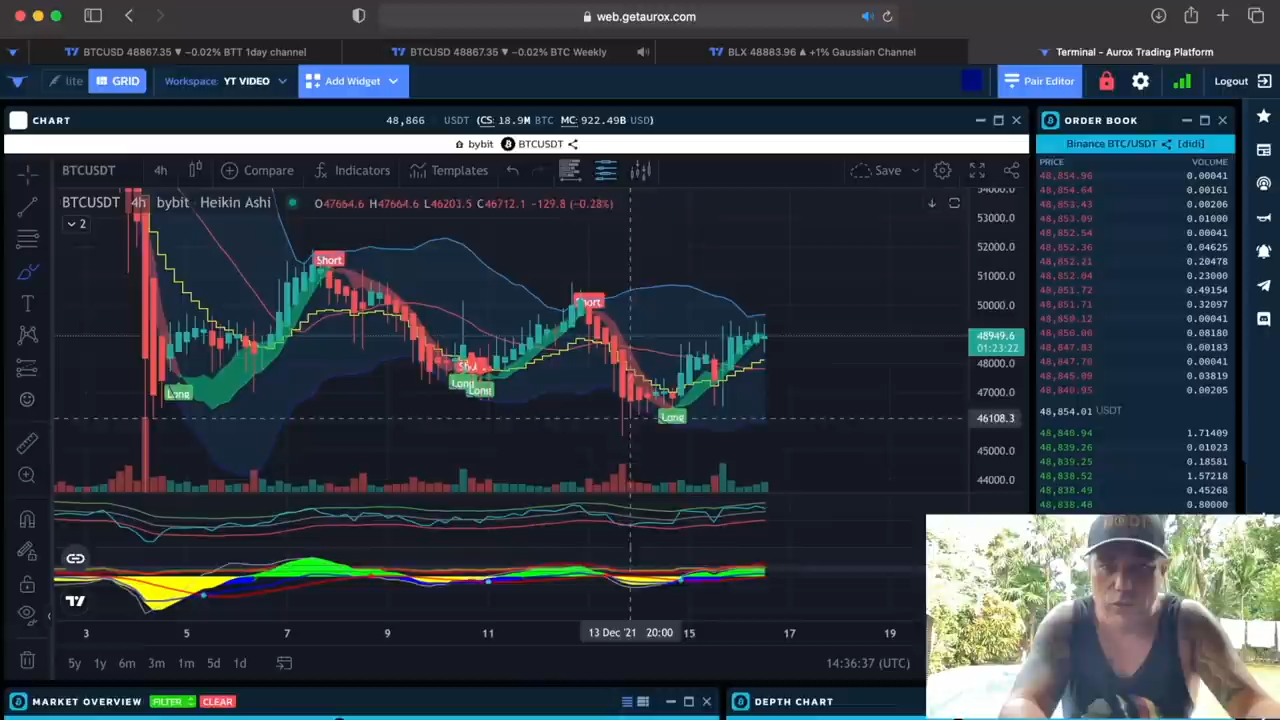 web.getaurox.com
BTCUSD 48867.35 ▼ −0.02% BTT 1day channel
BTCUSD 48867.35 ▼ −0.02% BTC Weekly
BLX 48883.96 ▲ +1% Gaussian Channel
Terminal - Aurox Trading Platform
lite GRID Workspace: YT VIDEO Add Widget Pair Editor Logout
CHART 48,866 USDT (CS: 18.9M BTC MC: 922.49B USD)
bybit BTCUSDT
BTCUSDT 4h Compare Indicators Templates Save
BTCUSDT 4h bybit Heikin Ashi O47664.6 H47664.6 L46203.5 C46712.1 −129.8 (−0.28%)
2
Short
Short
Long
Long
Long
Long
54000.0
53000.0
52000.0
51000.0
50000.0
48949.6
01:23:22
48000.0
47000.0
46108.3
45000.0
44000.0
3 5 7 9 11 13 Dec '21 20:00 15 17 19
5y 1y 6m 3m 1m 5d 1d 14:36:37 (UTC)
ORDER BOOK
Binance BTC/USDT [didi]
PRICE VOLUME
48,854.96 0.00041
48,854.64 0.00161
48,853.43 0.00206
48,853.09 0.01000
48,852.54 0.00041
48,852.36 0.04625
48,852.21 0.20478
48,852.04 0.23000
48,851.72 0.49154
48,851.71 0.32097
48,850.12 0.00041
48,850.00 0.08180
48,847.83 0.00183
48,847.70 0.00041
48,845.09 0.03819
48,840.95 0.00205
48,854.01 USDT
48,840.94 1.71409
48,839.26 0.01023
48,839.25 0.18581
48,838.52 1.57218
48,838.49 0.45268
48,838.48 0.80000
MARKET OVERVIEW FILTER CLEAR
DEPTH CHART